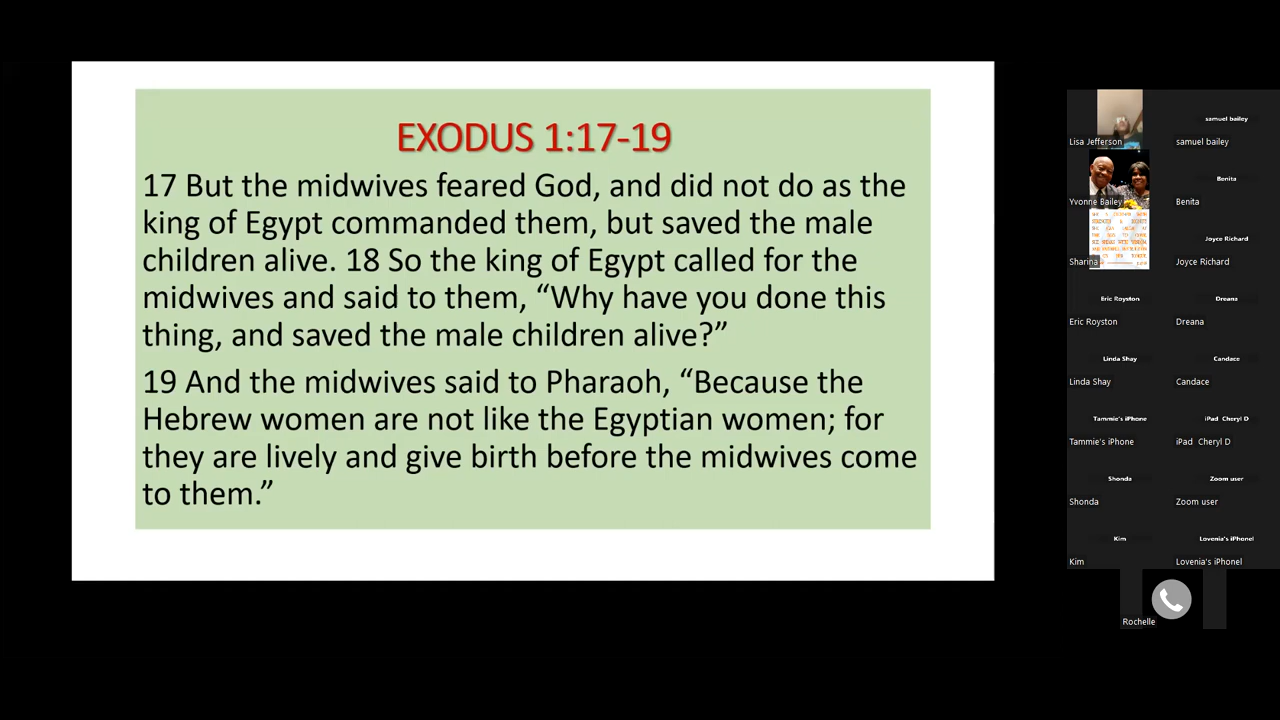 EXODUS 1:17-19
17 But the midwives feared God, and did not do as the
king of Egypt commanded them, but saved the male
children alive. 18 So the king of Egypt called for the
midwives and said to them, “Why have you done this
thing, and saved the male children alive?”
19 And the midwives said to Pharaoh, “Because the
Hebrew women are not like the Egyptian women; for
they are lively and give birth before the midwives come
to them.”
Lisa Jefferson
samuel bailey
samuel bailey
Yvonne Bailey
Benita
Benita
Sharina
Joyce Richard
Joyce Richard
Eric Royston
Eric Royston
Dreana
Dreana
Linda Shay
Linda Shay
Candace
Candace
Tammie's iPhone
Tammie's iPhone
iPad Cheryl D
iPad Cheryl D
Shonda
Shonda
Zoom user
Zoom user
Kim
Kim
Lovenia's iPhonel
Lovenia's iPhonel
Rochelle